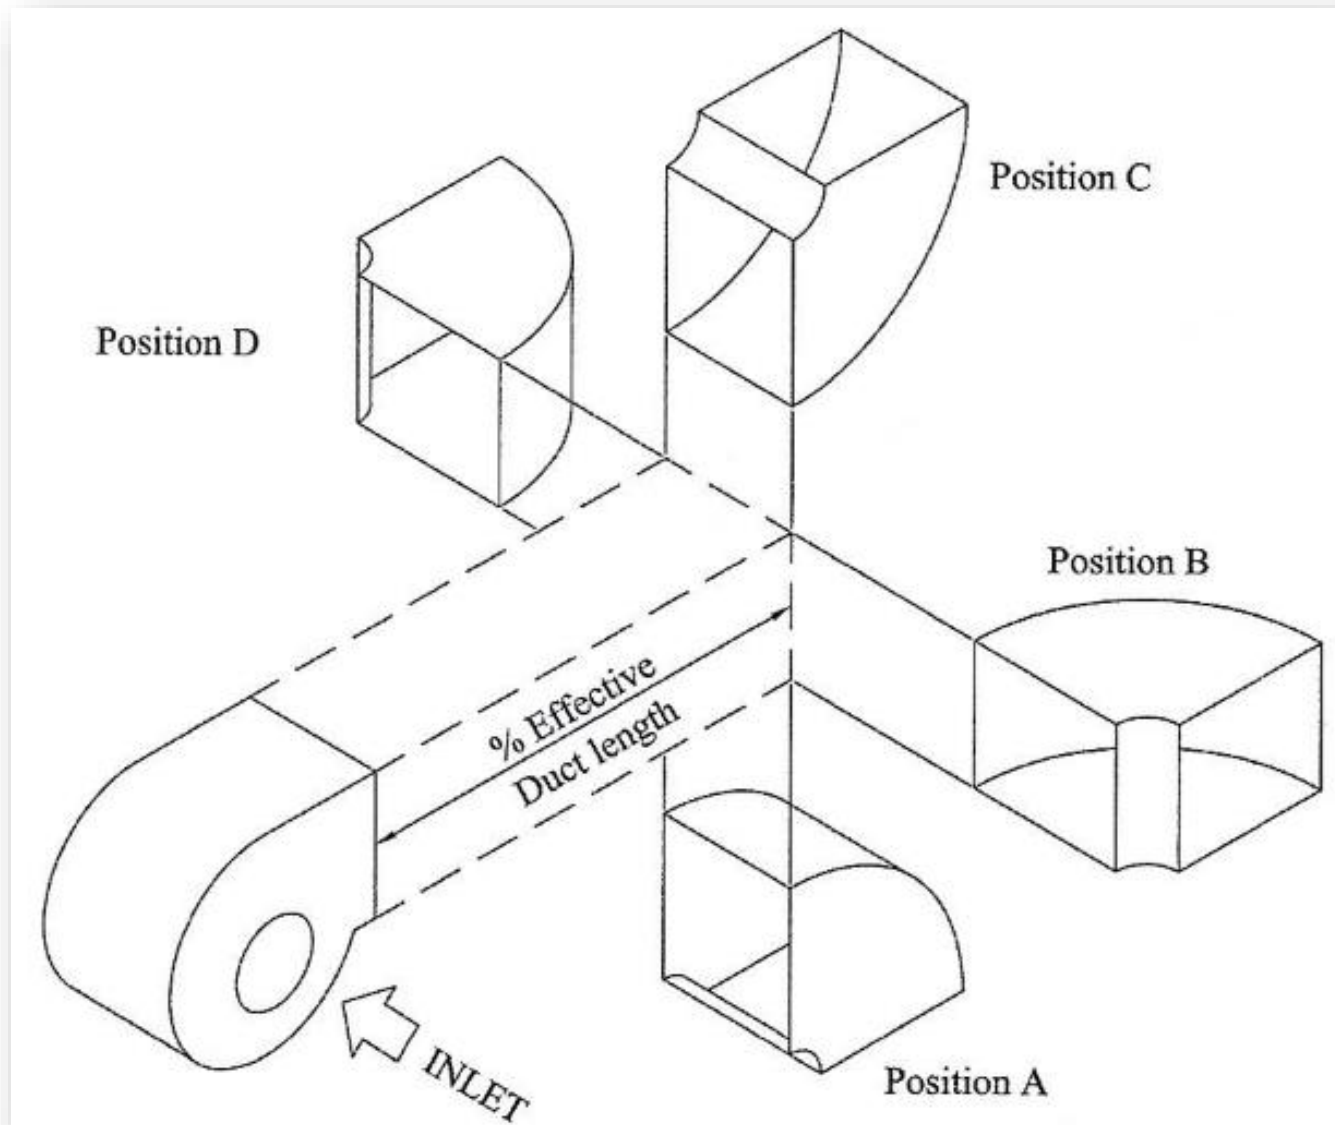 Position C
Position D
Position B
% Effective
Duct length
Position A
INLET